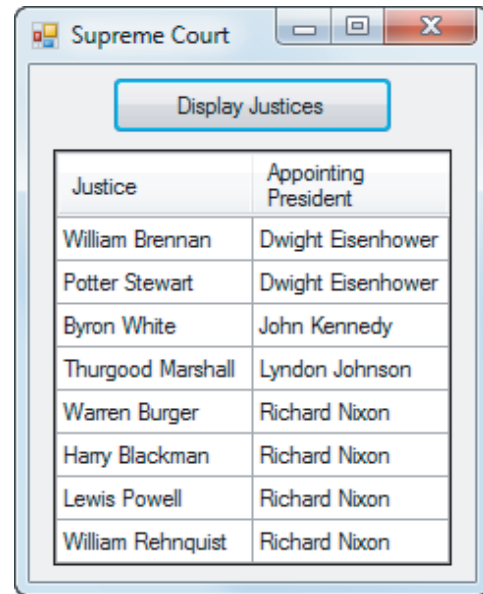 Supreme Court
Display Justices
Justice Appointing President
William Brennan Dwight Eisenhower
Potter Stewart Dwight Eisenhower
Byron White John Kennedy
Thurgood Marshall Lyndon Johnson
Warren Burger Richard Nixon
Harry Blackman Richard Nixon
Lewis Powell Richard Nixon
William Rehnquist Richard Nixon